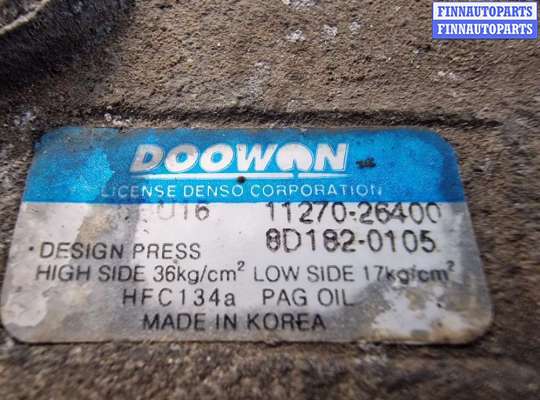 FINNAUTOPARTS
FINNAUTOPARTS
DOOWON
LICENSE DENSO CORPORATION
U16 11270-26400
8D182-0105
DESIGN PRESS
HIGH SIDE 36kg/cm² LOW SIDE 17kg/cm²
HFC134a PAG OIL
MADE IN KOREA